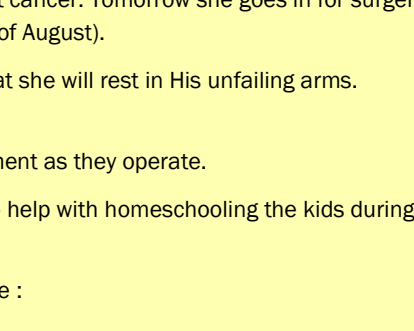 cancer. Tomorrow she goes in for surger
of August).
at she will rest in His unfailing arms.
ent as they operate.
help with homeschooling the kids during
e :